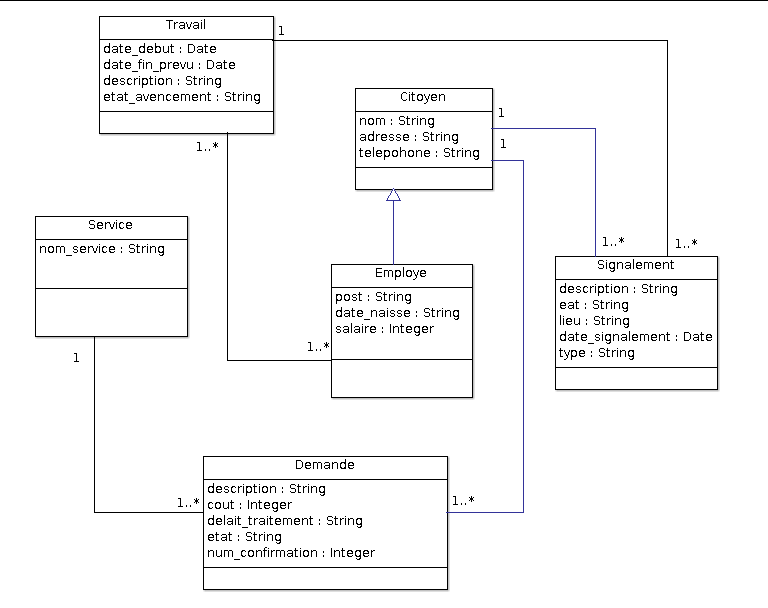 Travail
date_debut : Date
date_fin_prevu : Date
description : String
etat_avencement : String
1
1..*
Citoyen
nom : String
adresse : String
telepohone : String
1
1
Service
nom_service : String
1
Employe
post : String
date_naisse : String
salaire : Integer
1..*
1..*
1..*
Signalement
description : String
eat : String
lieu : String
date_signalement : Date
type : String
Demande
description : String
cout : Integer
delait_traitement : String
etat : String
num_confirmation : Integer
1..*
1..*